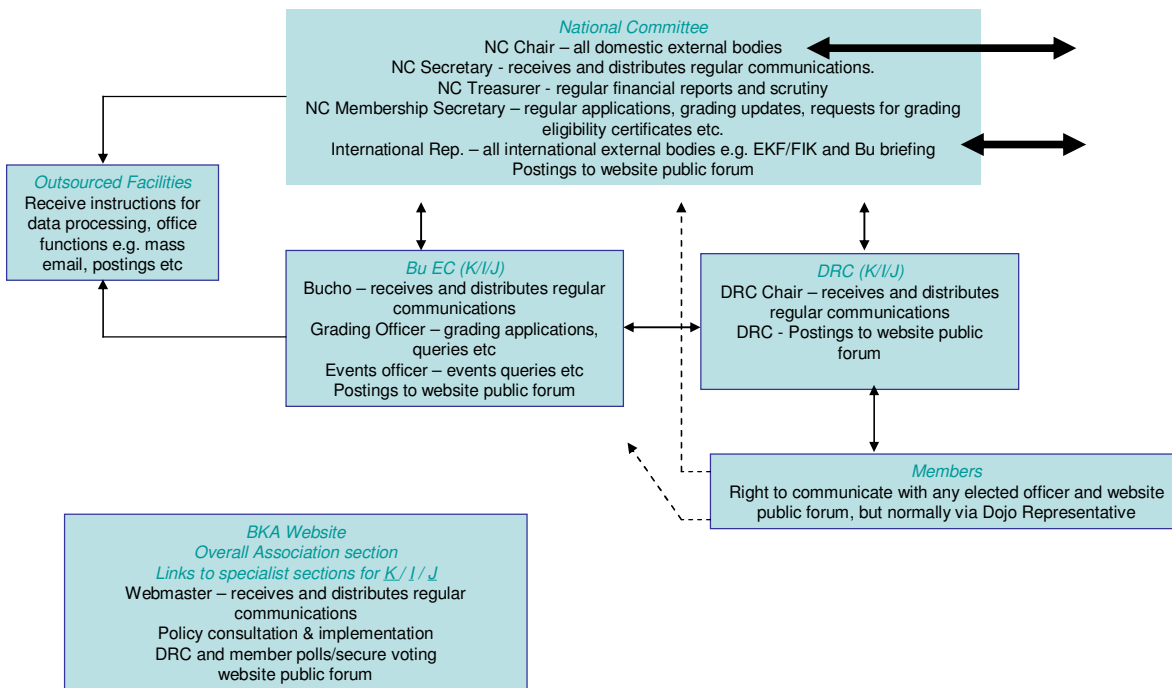 National Committee
NC Chair – all domestic external bodies
NC Secretary - receives and distributes regular communications.
NC Treasurer - regular financial reports and scrutiny
NC Membership Secretary – regular applications, grading updates, requests for grading
eligibility certificates etc.
International Rep. – all international external bodies e.g. EKF/FIK and Bu briefing
Postings to website public forum
Outsourced Facilities
Receive instructions for
data processing, office
functions e.g. mass
email, postings etc
Bu EC (K/I/J)
Bucho – receives and distributes regular
communications
Grading Officer – grading applications,
queries etc
Events officer – events queries etc
Postings to website public forum
DRC (K/I/J)
DRC Chair – receives and distributes
regular communications
DRC - Postings to website public
forum
Members
Right to communicate with any elected officer and website
public forum, but normally via Dojo Representative
BKA Website
Overall Association section
Links to specialist sections for K / I / J
Webmaster – receives and distributes regular
communications
Policy consultation & implementation
DRC and member polls/secure voting
website public forum